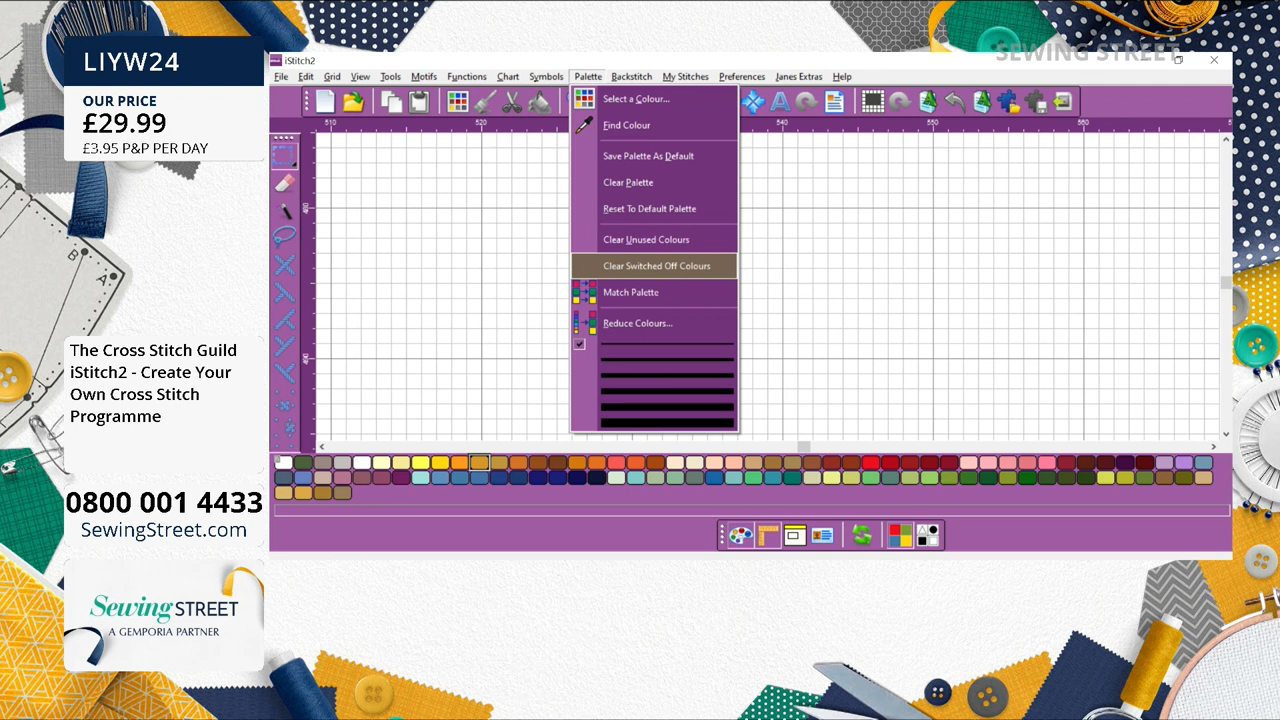 LIYW24
OUR PRICE
£29.99
£3.95 P&P PER DAY
The Cross Stitch Guild
iStitch2 - Create Your
Own Cross Stitch
Programme
0800 001 4433
SewingStreet.com
Sewing STREET
A GEMPORIA PARTNER
SEWING STREET
iStitch2
File Edit Grid View Tools Motifs Functions Chart Symbols Palette Backstitch My Stitches Preferences Janes Extras Help
510 520 540 550 560
480
490
Select a Colour...
Find Colour
Save Palette As Default
Clear Palette
Reset To Default Palette
Clear Unused Colours
Clear Switched Off Colours
Match Palette
Reduce Colours...
B
A